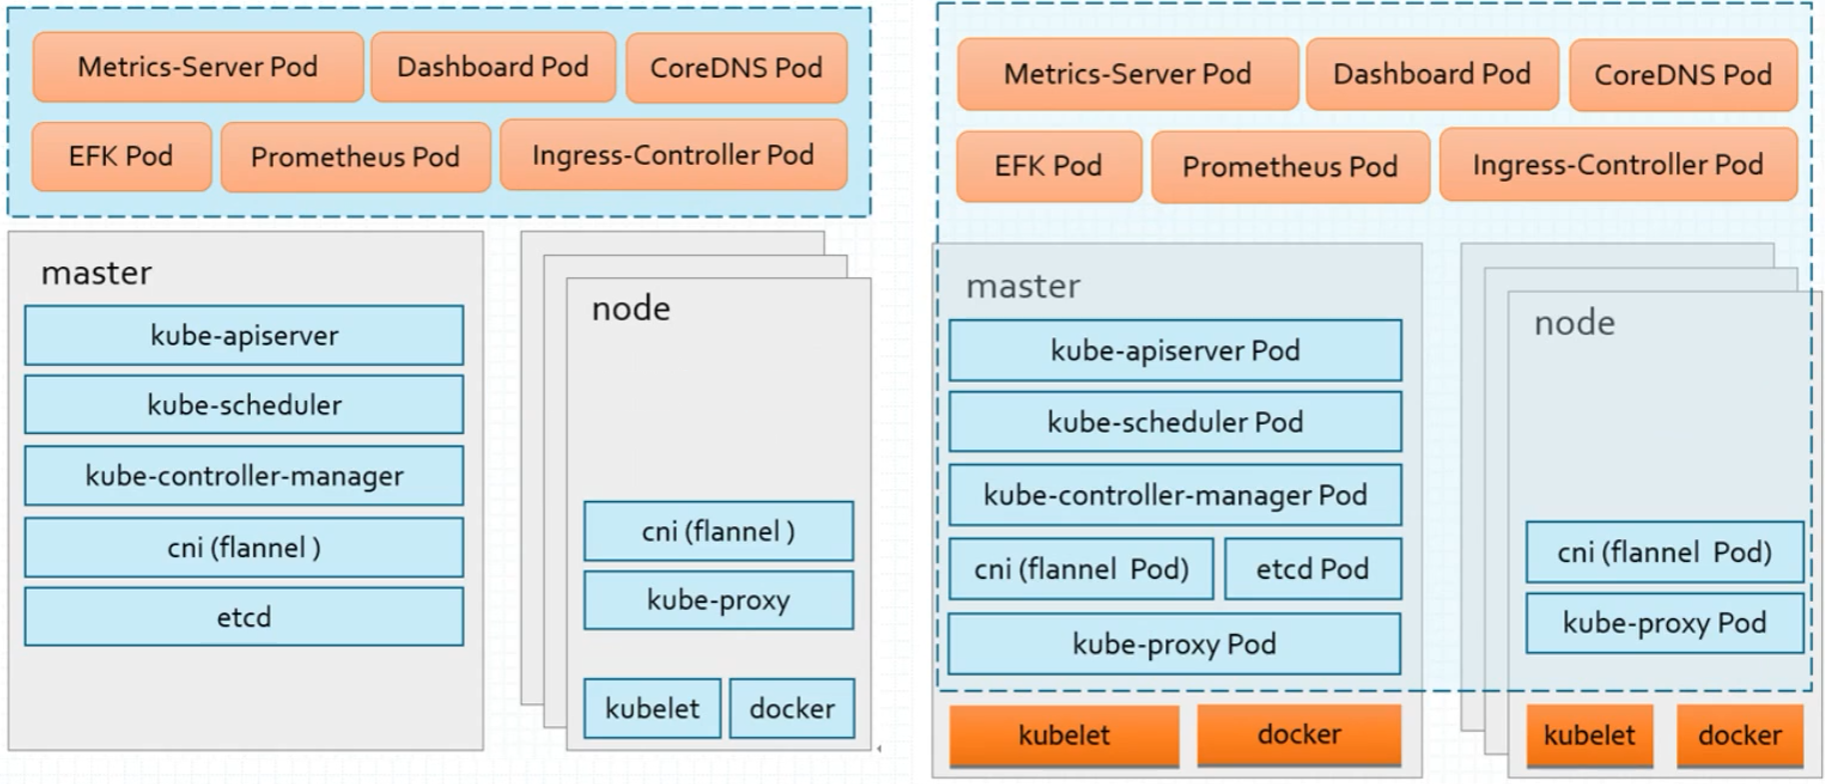 Metrics-Server Pod
Dashboard Pod
CoreDNS Pod
EFK Pod
Prometheus Pod
Ingress-Controller Pod
master
kube-apiserver
kube-scheduler
kube-controller-manager
cni (flannel )
etcd
node
cni (flannel )
kube-proxy
kubelet
docker
Metrics-Server Pod
Dashboard Pod
CoreDNS Pod
EFK Pod
Prometheus Pod
Ingress-Controller Pod
master
kube-apiserver Pod
kube-scheduler Pod
kube-controller-manager Pod
cni (flannel  Pod)
etcd Pod
kube-proxy Pod
kubelet
docker
node
cni (flannel  Pod)
kube-proxy Pod
kubelet
docker